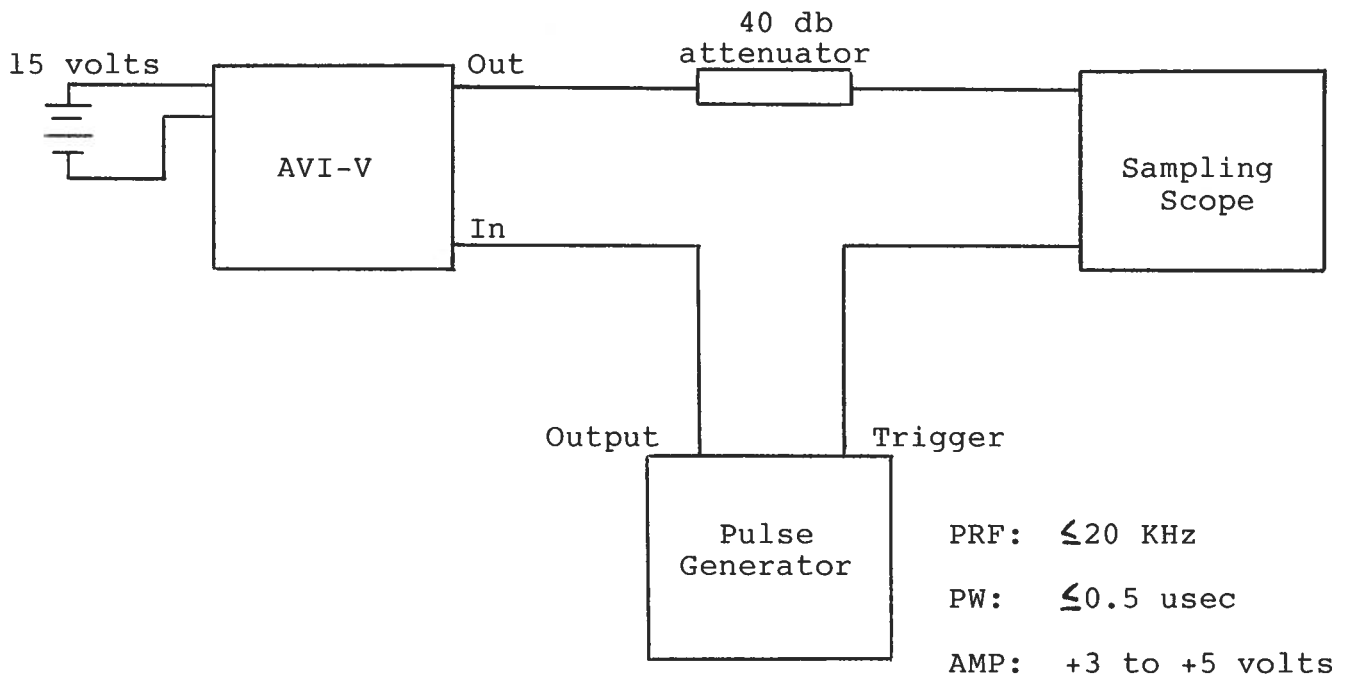 40 db
attenuator
15 volts
Out
AVI-V
Sampling
Scope
In
Output
Trigger
Pulse
Generator
PRF: ≤20 KHz
PW: ≤0.5 usec
AMP: +3 to +5 volts